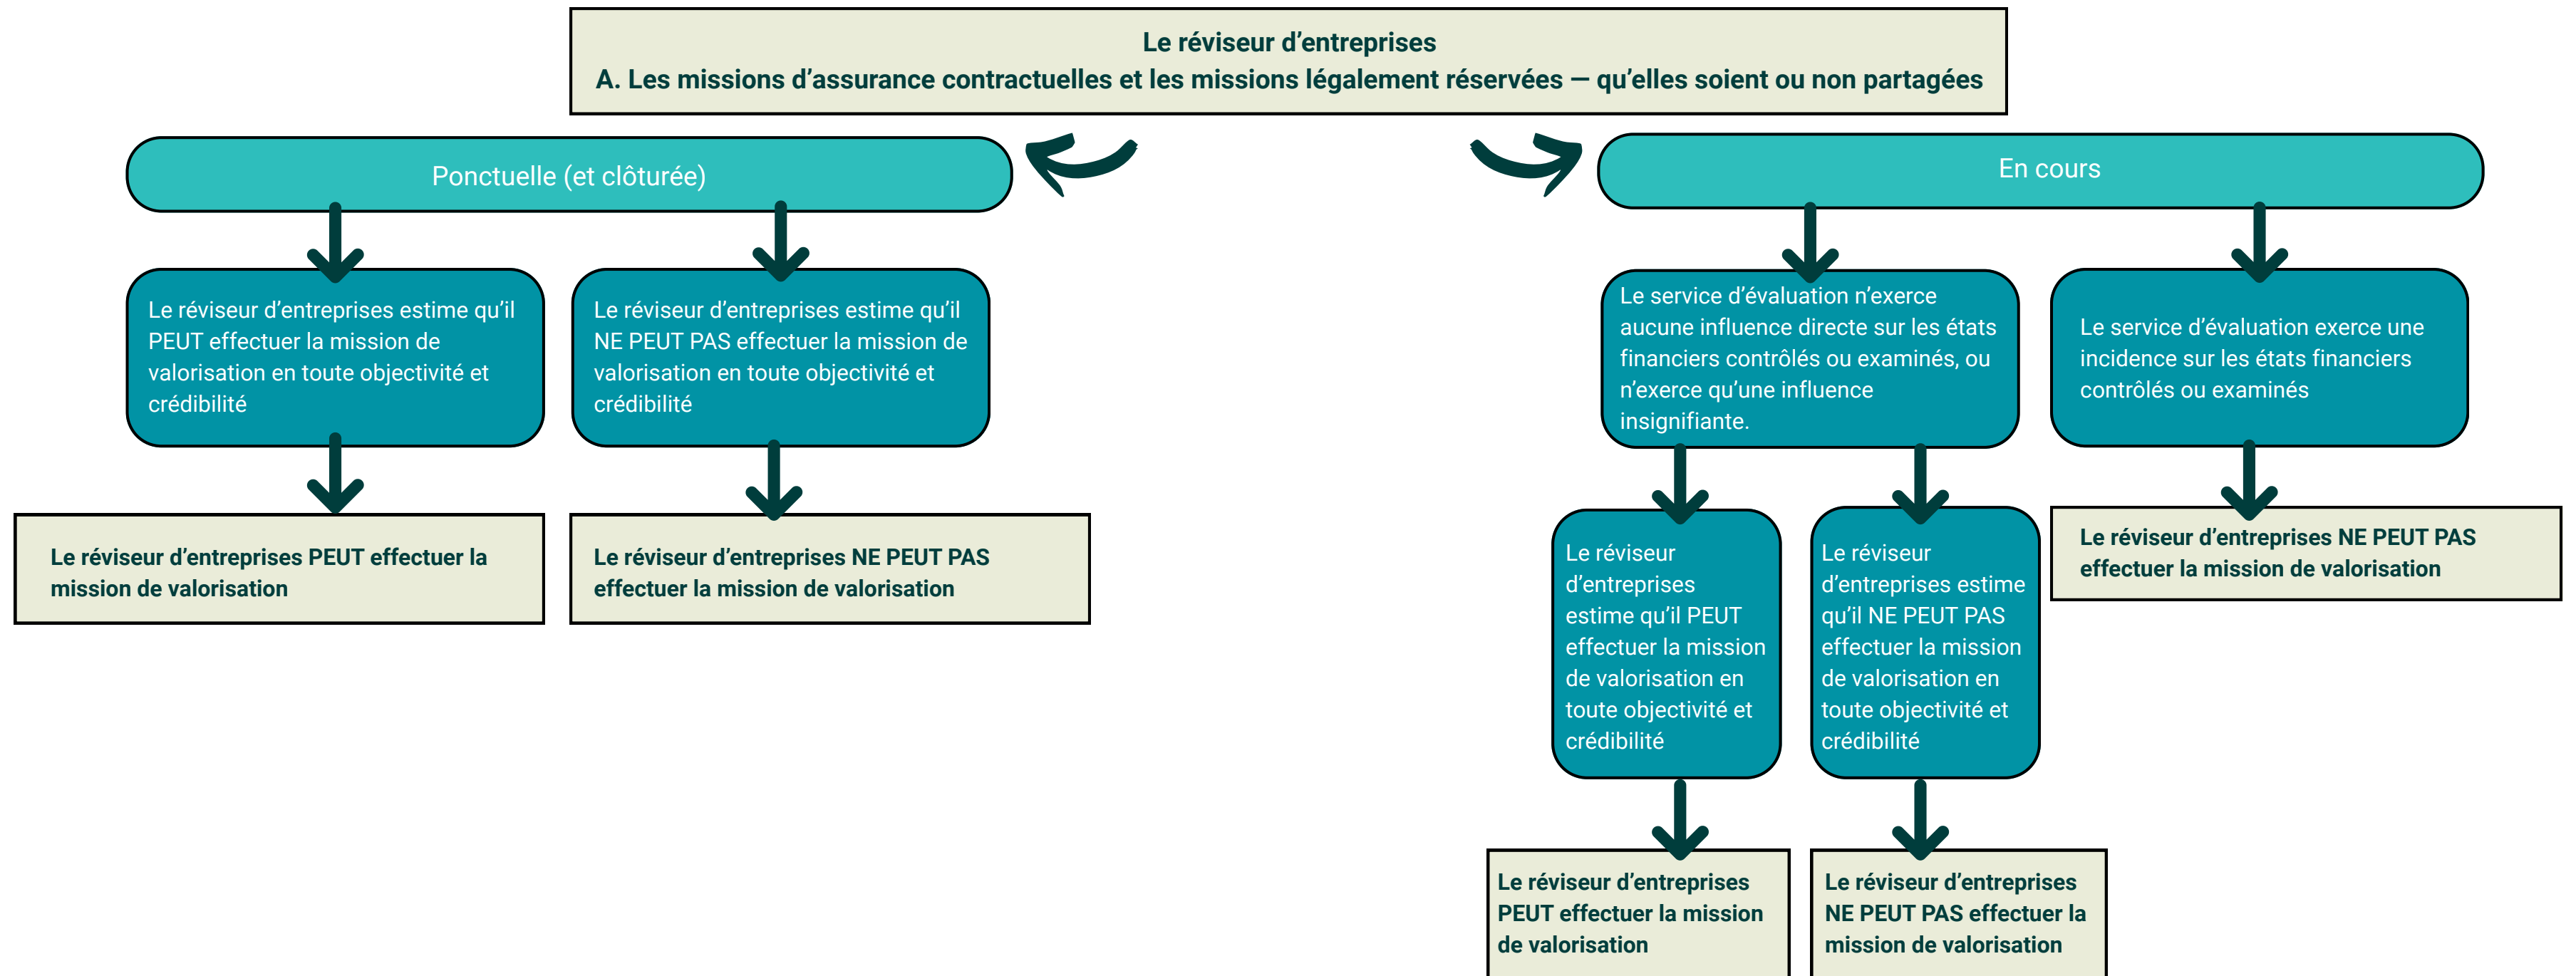 Le réviseur d’entreprises
A. Les missions d’assurance contractuelles et les missions légalement réservées — qu’elles soient ou non partagées
Ponctuelle (et clôturée)
En cours
Le réviseur d’entreprises estime qu’il
PEUT effectuer la mission de
valorisation en toute objectivité et
crédibilité
Le réviseur d’entreprises estime qu’il
NE PEUT PAS effectuer la mission de
valorisation en toute objectivité et
crédibilité
Le service d’évaluation n’exerce
aucune influence directe sur les états
financiers contrôlés ou examinés, ou
n’exerce qu’une influence
insignifiante.
Le service d’évaluation exerce une
incidence sur les états financiers
contrôlés ou examinés
Le réviseur d’entreprises PEUT effectuer la
mission de valorisation
Le réviseur d’entreprises NE PEUT PAS
effectuer la mission de valorisation
Le réviseur
d’entreprises
estime qu’il PEUT
effectuer la mission
de valorisation en
toute objectivité et
crédibilité
Le réviseur
d’entreprises estime
qu’il NE PEUT PAS
effectuer la mission
de valorisation en
toute objectivité et
crédibilité
Le réviseur d’entreprises NE PEUT PAS
effectuer la mission de valorisation
Le réviseur d’entreprises
PEUT effectuer la mission
de valorisation
Le réviseur d’entreprises
NE PEUT PAS effectuer la
mission de valorisation